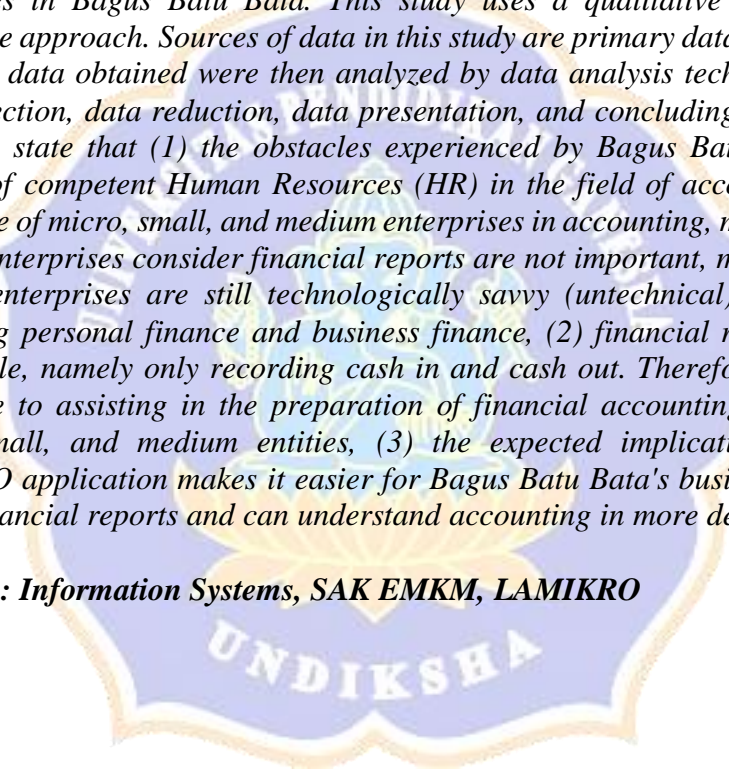 s in Bagus Batu Bata. This study uses a qualitative
e approach. Sources of data in this study are primary data
data obtained were then analyzed by data analysis tech
ection, data reduction, data presentation, and concluding
state that (1) the obstacles experienced by Bagus Bat
of competent Human Resources (HR) in the field of acco
e of micro, small, and medium enterprises in accounting, m
nterprises consider financial reports are not important, m
enterprises are still technologically savvy (untechnical)
g personal finance and business finance, (2) financial r
le, namely only recording cash in and cash out. Therefo
e to assisting in the preparation of financial accounting
mall, and medium entities, (3) the expected implicati
O application makes it easier for Bagus Batu Bata's busi
nancial reports and can understand accounting in more de
: Information Systems, SAK EMKM, LAMIKRO
UNIVERSITAS PENDIDIKAN GANESHA
UNDIKSHA